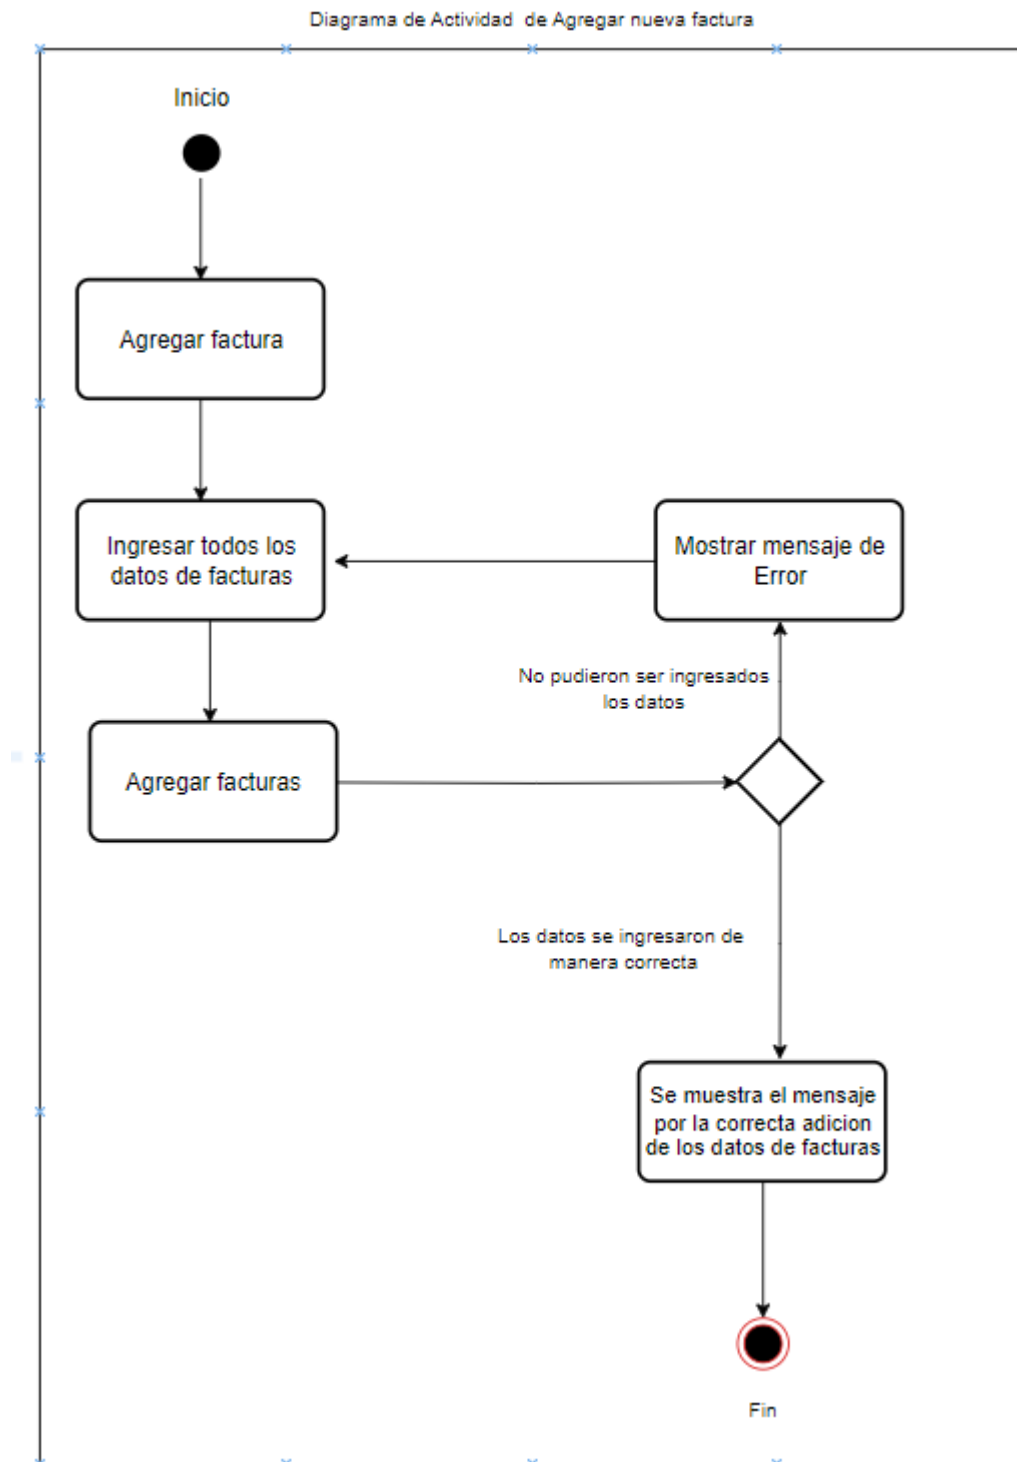 Diagrama de Actividad  de Agregar nueva factura
Inicio
Agregar factura
Ingresar todos los
datos de facturas
Mostrar mensaje de
Error
No pudieron ser ingresados
los datos
Agregar facturas
Los datos se ingresaron de
manera correcta
Se muestra el mensaje
por la correcta adicion
de los datos de facturas
Fin